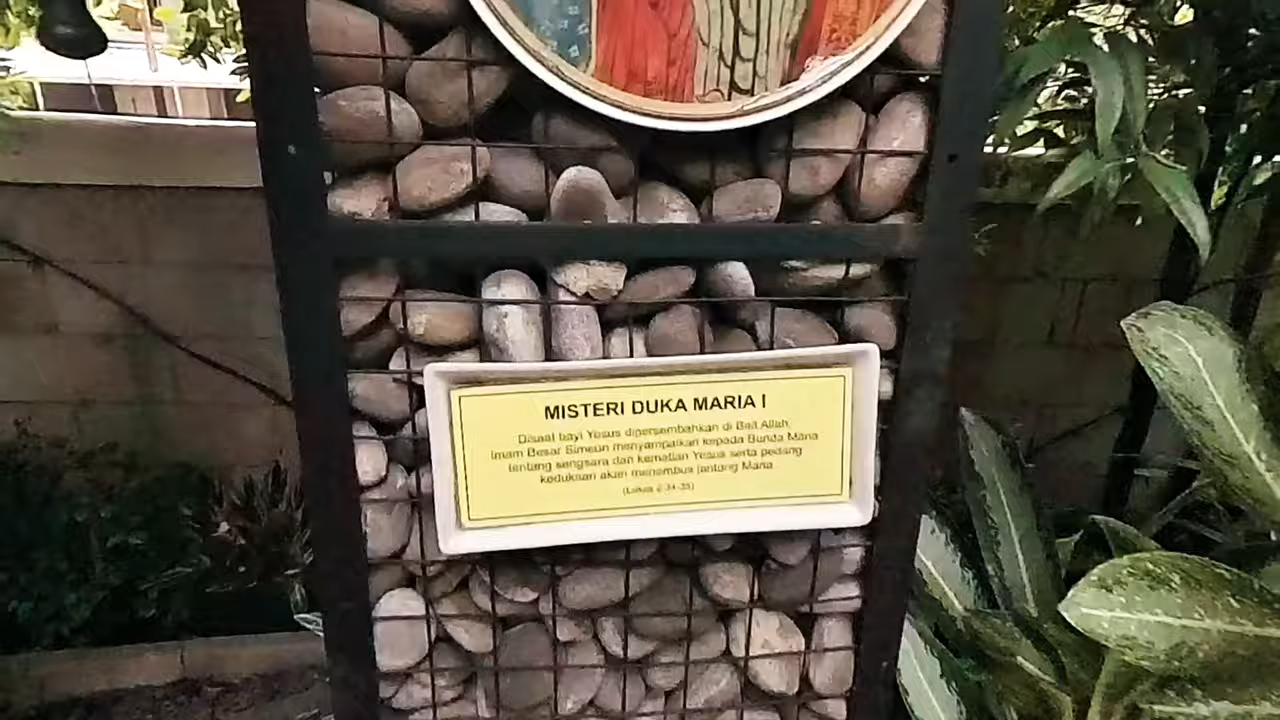 MISTERI DUKA MARIA I
Disaat bayi Yesus dipersembahkan di Bait Allah,
Imam Besar Simeun menyampaikan kepada Bunda Maria
tentang sengsara dan kematian Yesus serta pedang
kedukaan akan menembus jantung Maria
(Lukas 2:34-35)